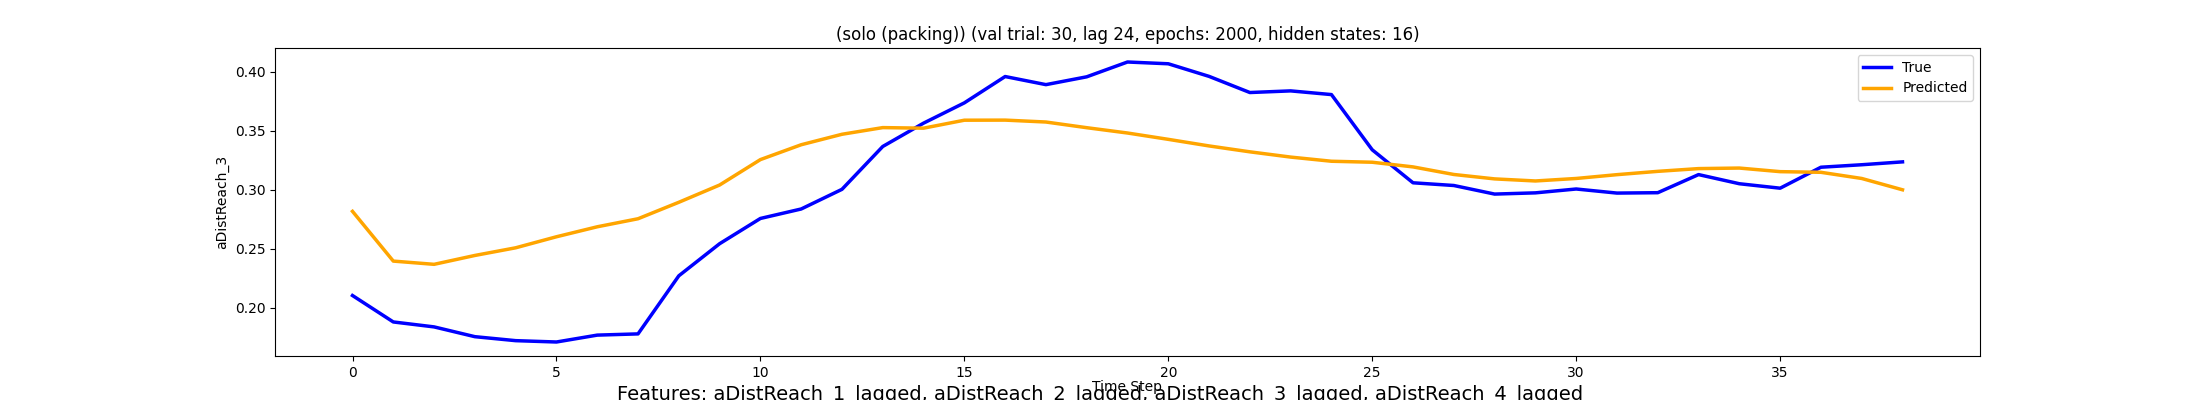 (solo (packing)) (val trial: 30, lag 24, epochs: 2000, hidden states: 16)
True
Predicted
aDistReach_3
0.40
0.35
0.30
0.25
0.20
0 5 10 15 20 25 30 35
Time Step
Features: aDistReach_1_lagged, aDistReach_2_lagged, aDistReach_3_lagged, aDistReach_4_lagged